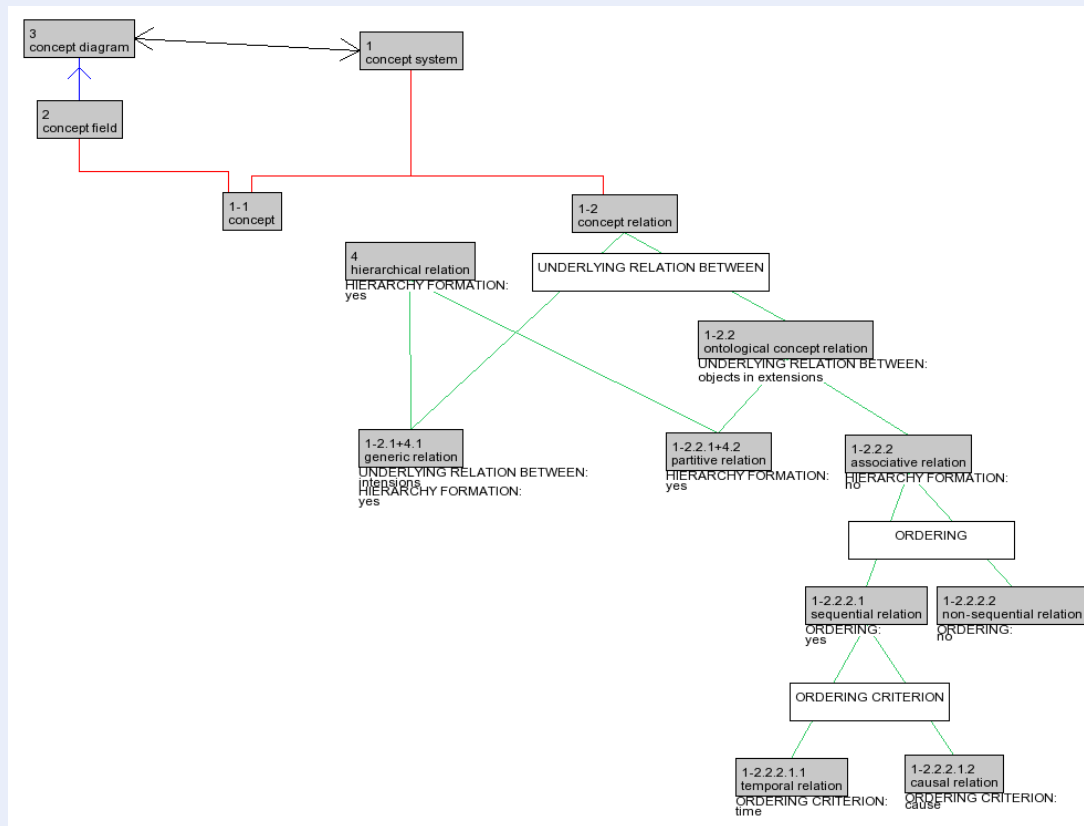 3
concept diagram
1
concept system
2
concept field
1-1
concept
1-2
concept relation
4
hierarchical relation
HIERARCHY FORMATION:
yes
UNDERLYING RELATION BETWEEN
1-2.2
ontological concept relation
UNDERLYING RELATION BETWEEN:
objects in extensions
1-2.1+4.1
generic relation
UNDERLYING RELATION BETWEEN:
intensions
HIERARCHY FORMATION:
yes
1-2.2.1+4.2
partitive relation
HIERARCHY FORMATION:
yes
1-2.2.2
associative relation
HIERARCHY FORMATION:
no
ORDERING
1-2.2.2.1
sequential relation
ORDERING:
yes
1-2.2.2.2
non-sequential relation
ORDERING:
no
ORDERING CRITERION
1-2.2.2.1.1
temporal relation
ORDERING CRITERION:
time
1-2.2.2.1.2
causal relation
ORDERING CRITERION:
cause